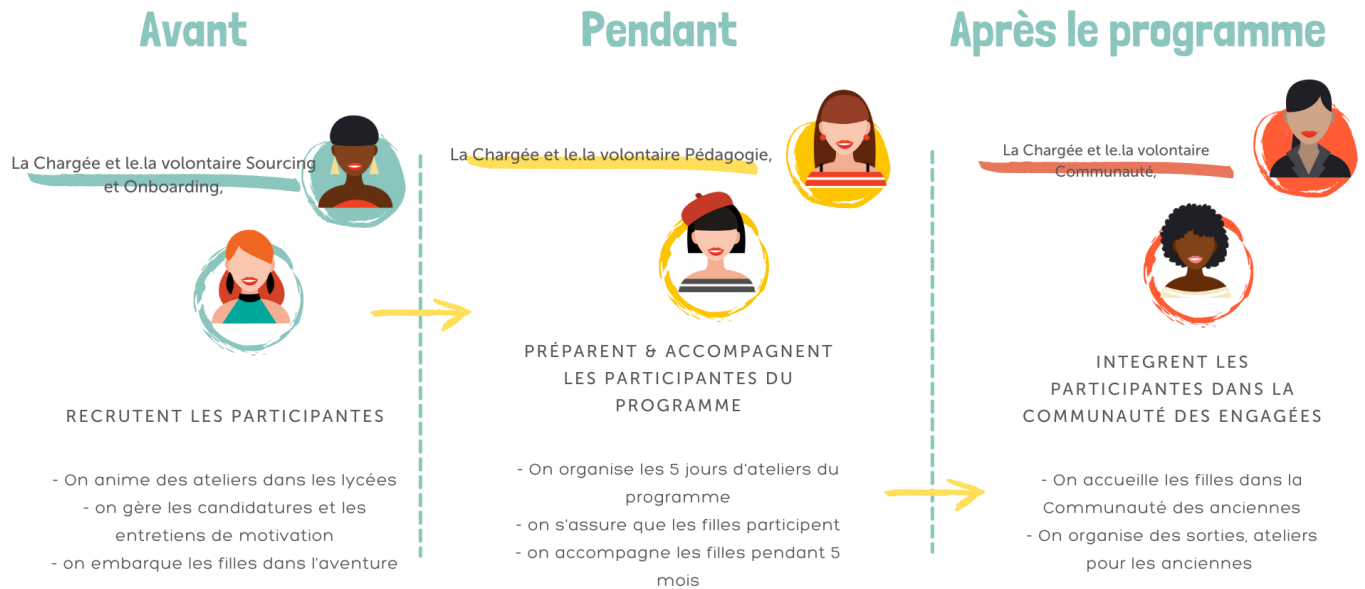 Avant
La Chargée et le.la volontaire Sourcing
et Onboarding,
RECRUTENT LES PARTICIPANTES
- On anime des ateliers dans les lycées
- on gère les candidatures et les
entretiens de motivation
- on embarque les filles dans l'aventure
Pendant
La Chargée et le.la volontaire Pédagogie,
PRÉPARENT & ACCOMPAGNENT
LES PARTICIPANTES DU
PROGRAMME
- On organise les 5 jours d'ateliers du
programme
- on s'assure que les filles participent
- on accompagne les filles pendant 5
mois
Après le programme
La Chargée et le.la volontaire
Communauté,
INTEGRENT LES
PARTICIPANTES DANS LA
COMMUNAUTÉ DES ENGAGÉES
- On accueille les filles dans la
Communauté des anciennes
- On organise des sorties, ateliers
pour les anciennes